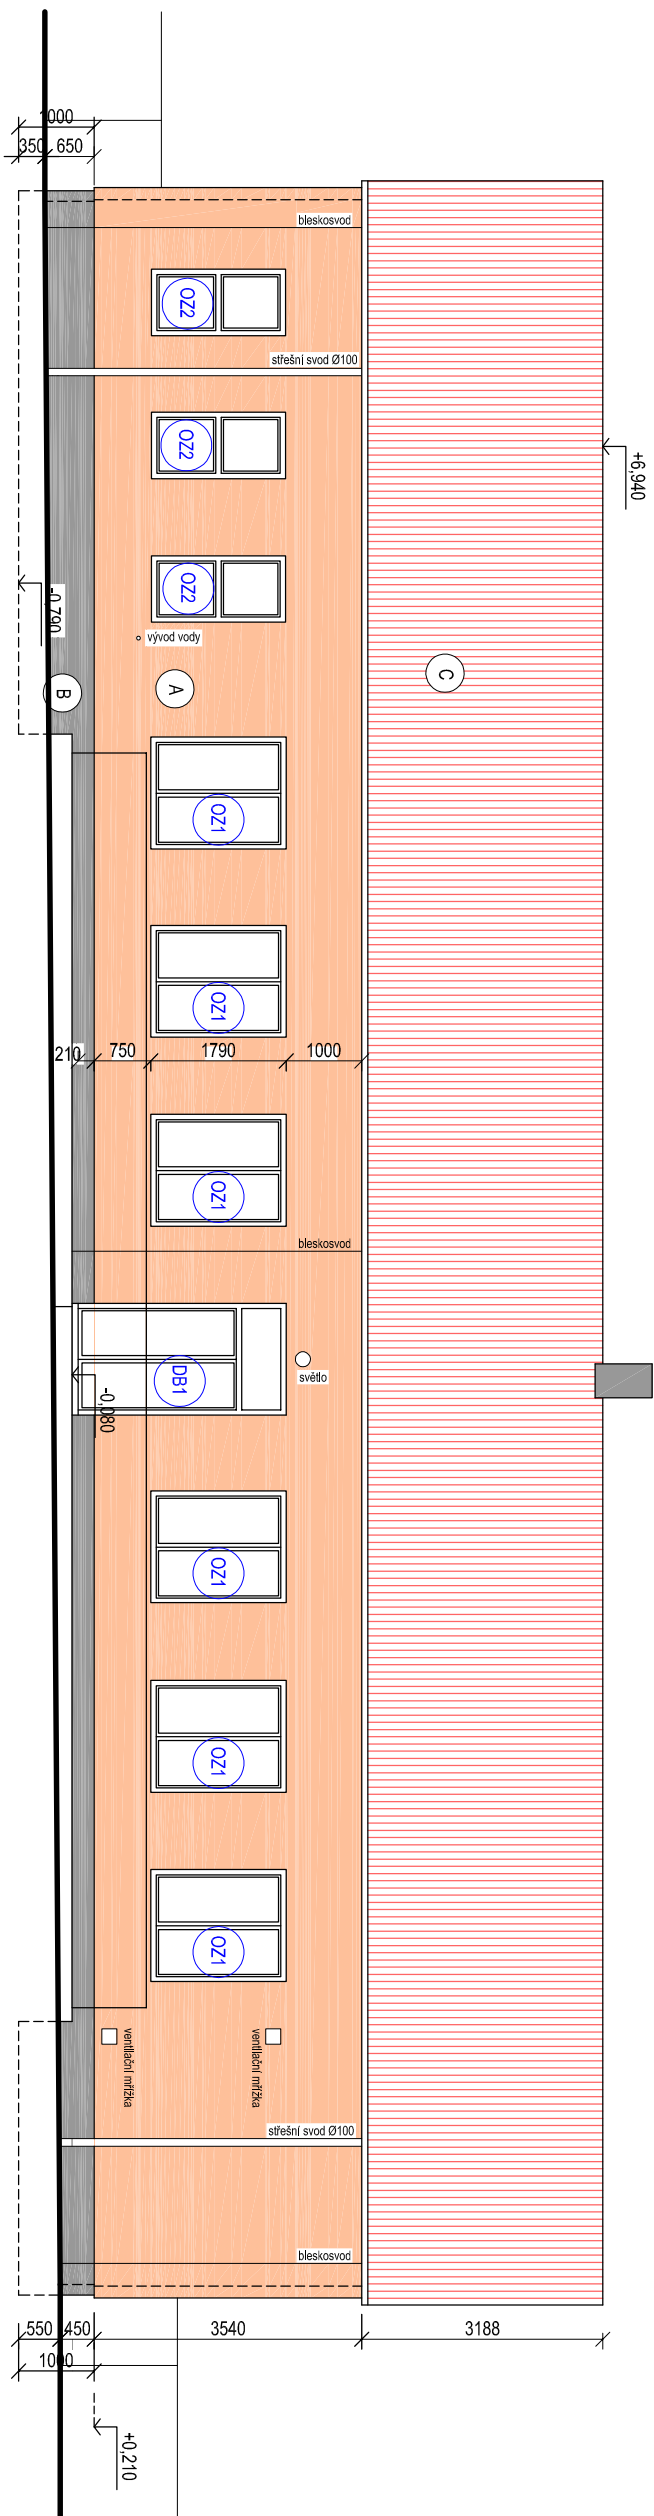 1000
350
650
bleskosvod
OZ2
střešní svod Ø100
OZ2
+6,940
OZ2
-0,790
vývod vody
B
A
C
OZ1
OZ1
210
750
1790
1000
OZ1
bleskosvod
světlo
DB1
-0,080
OZ1
OZ1
OZ1
ventilační mřížka
ventilační mřížka
střešní svod Ø100
bleskosvod
550
450
3540
3188
1000
+0,210